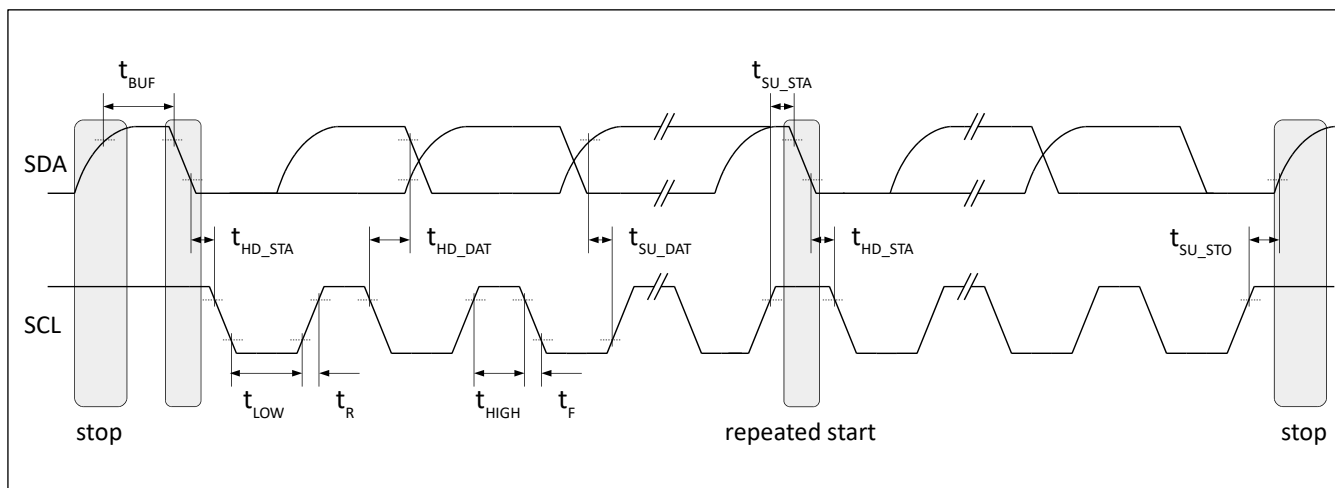 t_BUF
t_SU_STA
SDA
t_HD_STA
t_HD_DAT
t_SU_DAT
t_HD_STA
t_SU_STO
SCL
t_LOW
t_R
t_HIGH
t_F
stop
repeated start
stop